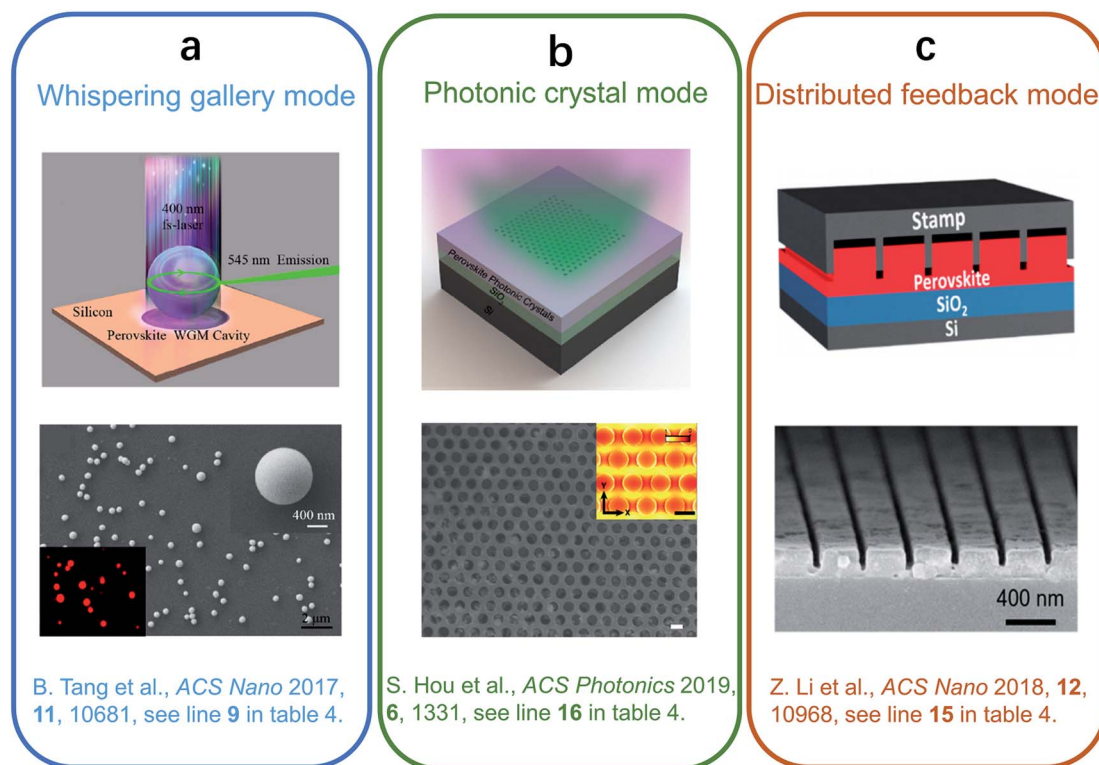 a
Whispering gallery mode
400 nm
fs-laser
545 nm Emission
Silicon
Perovskite WGM Cavity
400 nm
2 μm
B. Tang et al., ACS Nano 2017,
11, 10681, see line 9 in table 4.
b
Photonic crystal mode
Perovskite Photonic Crystals
SiO2
Si
Y
X
S. Hou et al., ACS Photonics 2019,
6, 1331, see line 16 in table 4.
c
Distributed feedback mode
Stamp
Perovskite
SiO2
Si
400 nm
Z. Li et al., ACS Nano 2018, 12,
10968, see line 15 in table 4.